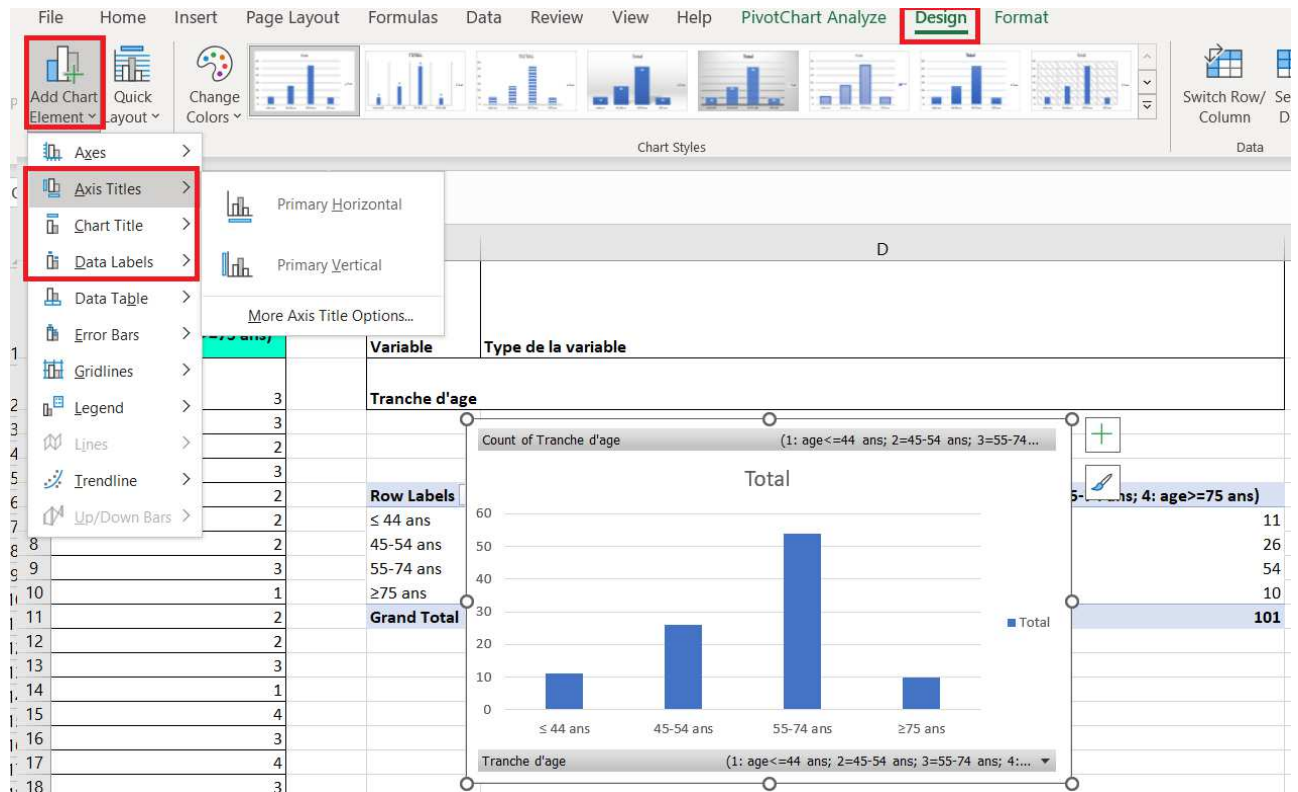 File Home Insert Page Layout Formulas Data Review View Help PivotChart Analyze Design Format
Add Chart Element
Quick Layout
Change Colors
Chart Styles
Switch Row/ Column
Data
Axes
Axis Titles
Chart Title
Data Labels
Data Table
Error Bars
Gridlines
Legend
Lines
Trendline
Up/Down Bars
Primary Horizontal
Primary Vertical
More Axis Title Options...
D
Variable Type de la variable
Tranche d'age
Row Labels
≤ 44 ans 11
45-54 ans 26
55-74 ans 54
≥75 ans 10
Grand Total 101
ans; 4: age>=75 ans)
Count of Tranche d'age (1: age<=44 ans; 2=45-54 ans; 3=55-74...
Total
60
50
40
30
20
10
0
≤ 44 ans 45-54 ans 55-74 ans ≥75 ans
Total
Tranche d'age (1: age<=44 ans; 2=45-54 ans; 3=55-74 ans; 4:...
1
2 3
3 3
4 2
5 3
6 2
7 2
8 2
9 3
10 1
11 2
12 2
13 3
14 1
15 4
16 3
17 4
18 3